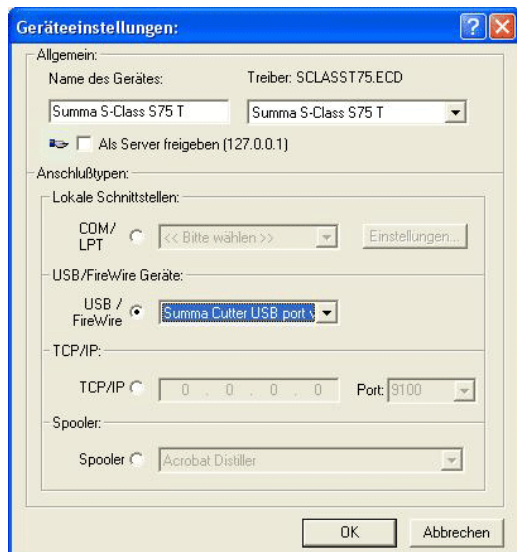 Geräteeinstellungen:
Allgemein:
Name des Gerätes: Treiber: SCLASST75.ECD
Summa S-Class S75 T Summa S-Class S75 T
Als Server freigeben (127.0.0.1)
Anschlußtypen:
Lokale Schnittstellen:
COM/
LPT << Bitte wählen >> Einstellungen...
USB/FireWire Geräte:
USB /
FireWire Summa Cutter USB port v
TCP/IP:
TCP/IP 0 . 0 . 0 . 0 Port: 9100
Spooler:
Spooler Acrobat Distiller
OK Abbrechen